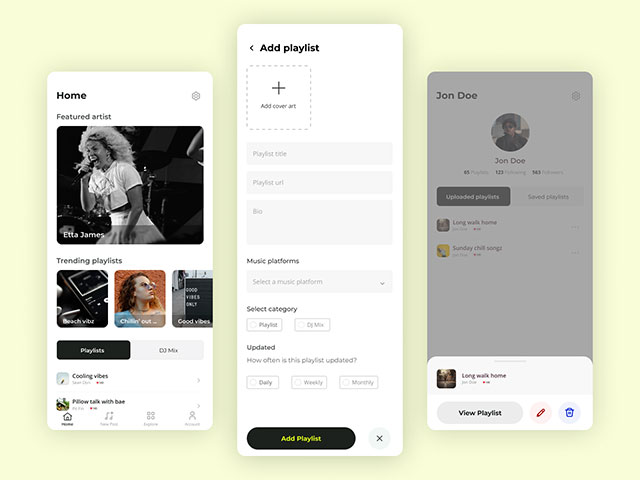 Home
Featured artist
Etta James
Trending playlists
Beach vibz
Chillin' out ...
GOOD
VIBES
ONLY
Good vibes
Playlists
DJ Mix
Cooling vibes
Pillow talk with bae
Home
New Post
Explore
Account
Add playlist
Add cover art
Playlist title
Playlist url
Bio
Music platforms
Select a music platform
Select category
Playlist
DJ Mix
Updated
How often is this playlist updated?
Daily
Weekly
Monthly
Add Playlist
Jon Doe
Jon Doe
65 Playlists 123 Following 565 Followers
Uploaded playlists
Saved playlists
Long walk home
Jon Doe
Sunday chill songz
Jon Doe
Long walk home
Jon Doe
View Playlist